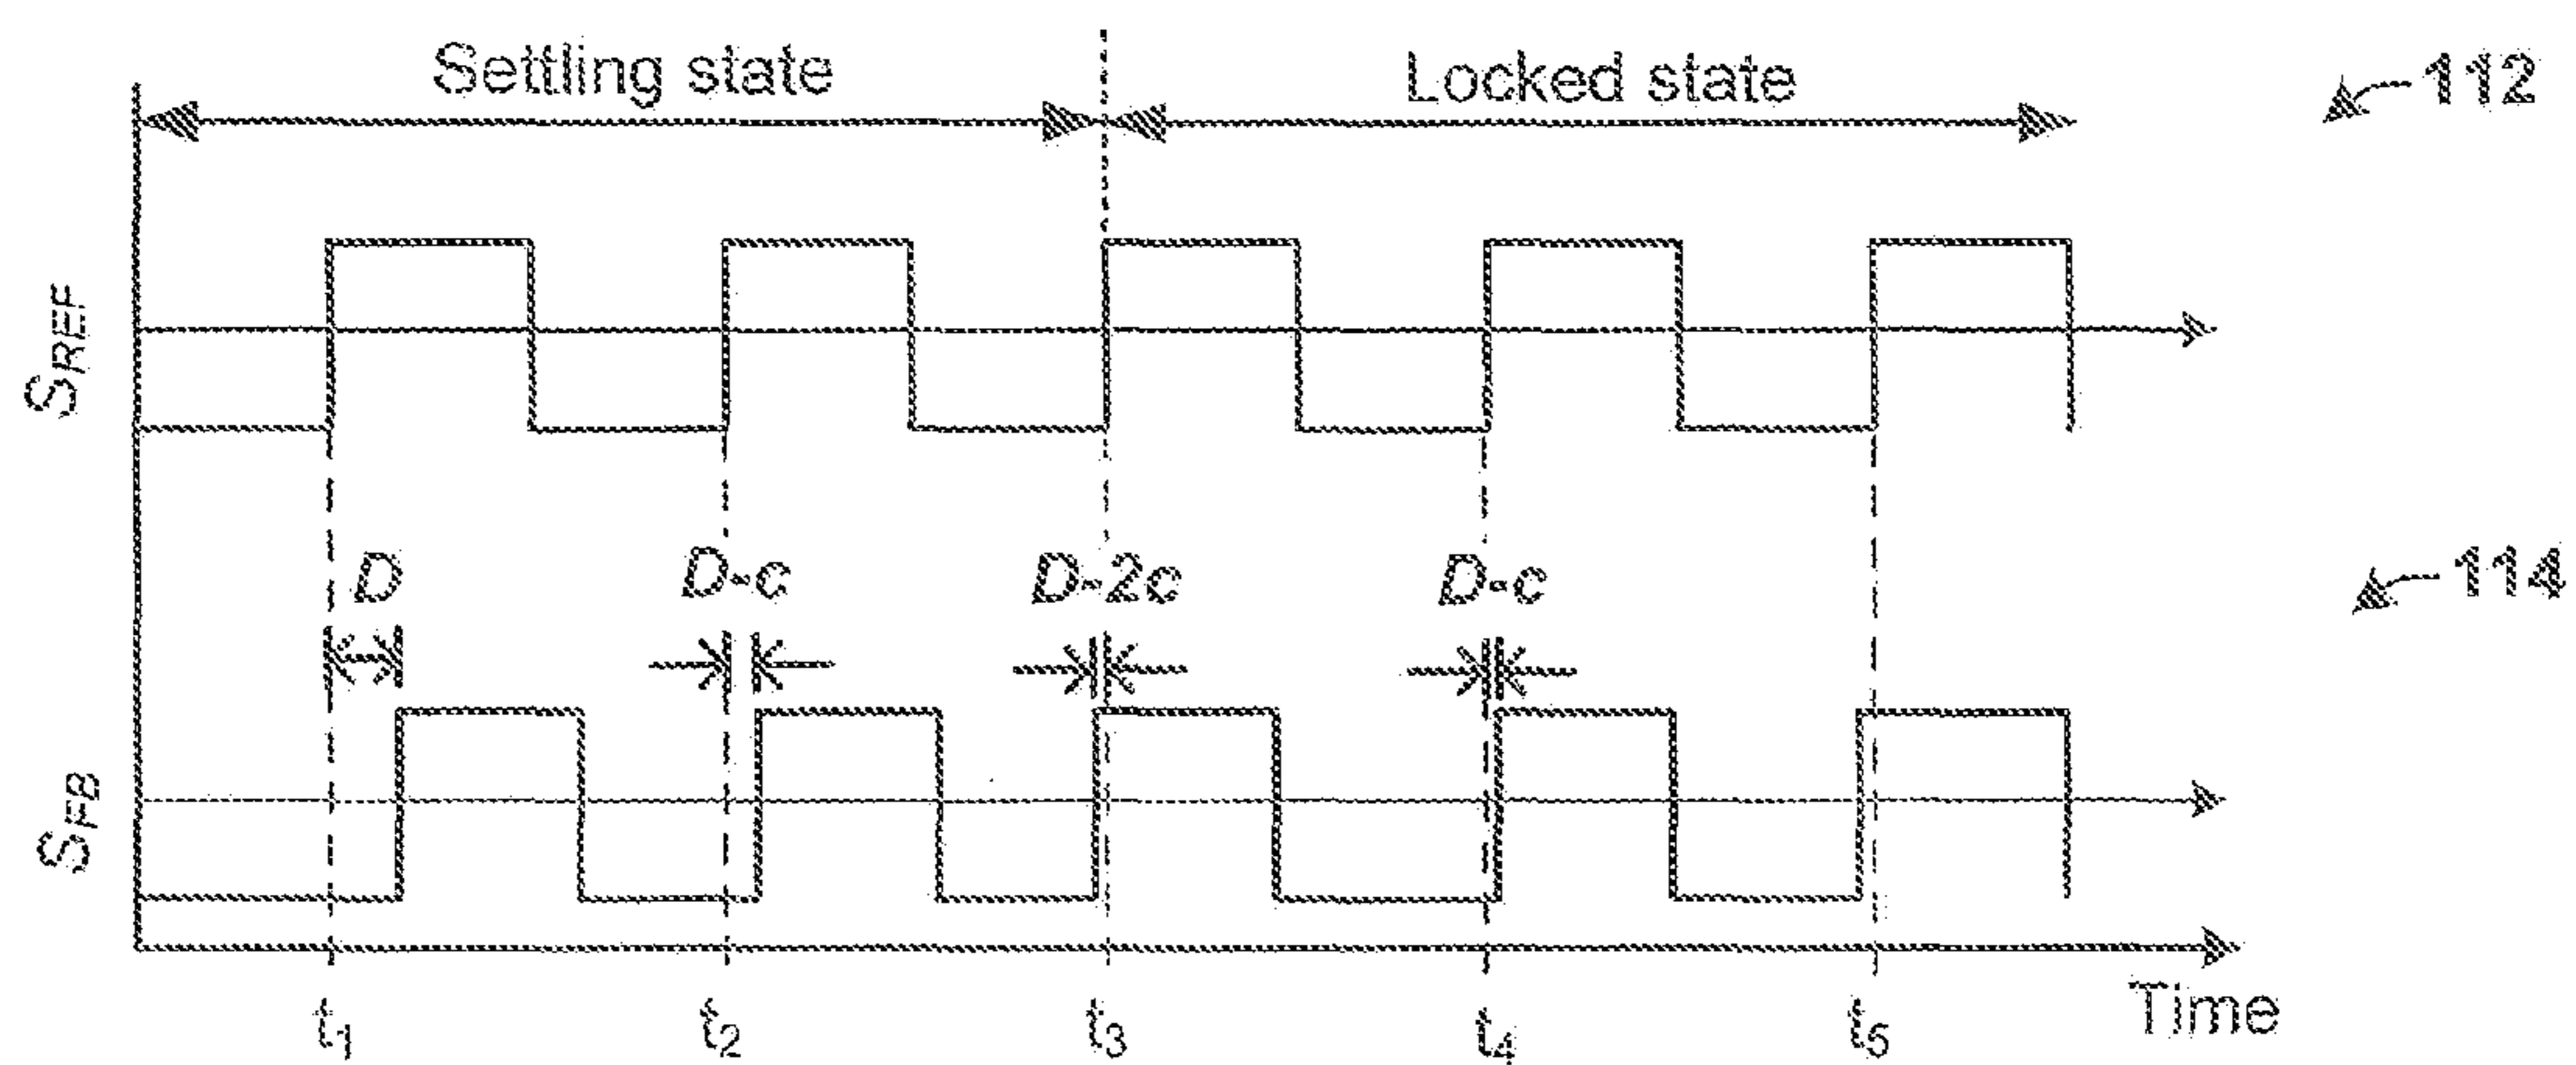 Settling state
Locked state
112
S_REF
D
D-c
D-2c
D-c
114
S_FB
t₁
t₂
t₃
t₄
t₅
Time